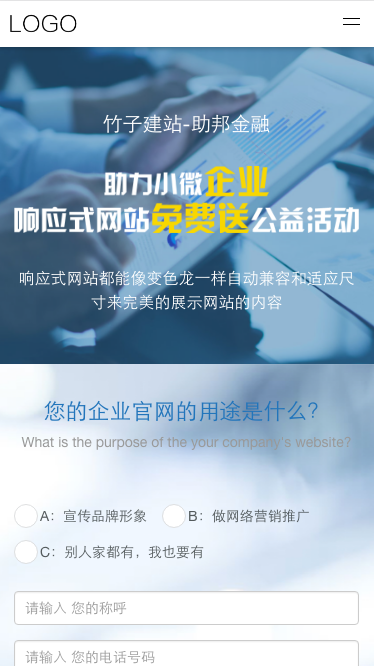 LOGO
竹子建站-助邦金融
助力小微企业
响应式网站免费送公益活动
响应式网站都能像变色龙一样自动兼容和适应尺
寸来完美的展示网站的内容
您的企业官网的用途是什么？
What is the purpose of the your company's website?
A：宣传品牌形象 B：做网络营销推广
C：别人家都有，我也要有
请输入 您的称呼
请输入 您的电话号码